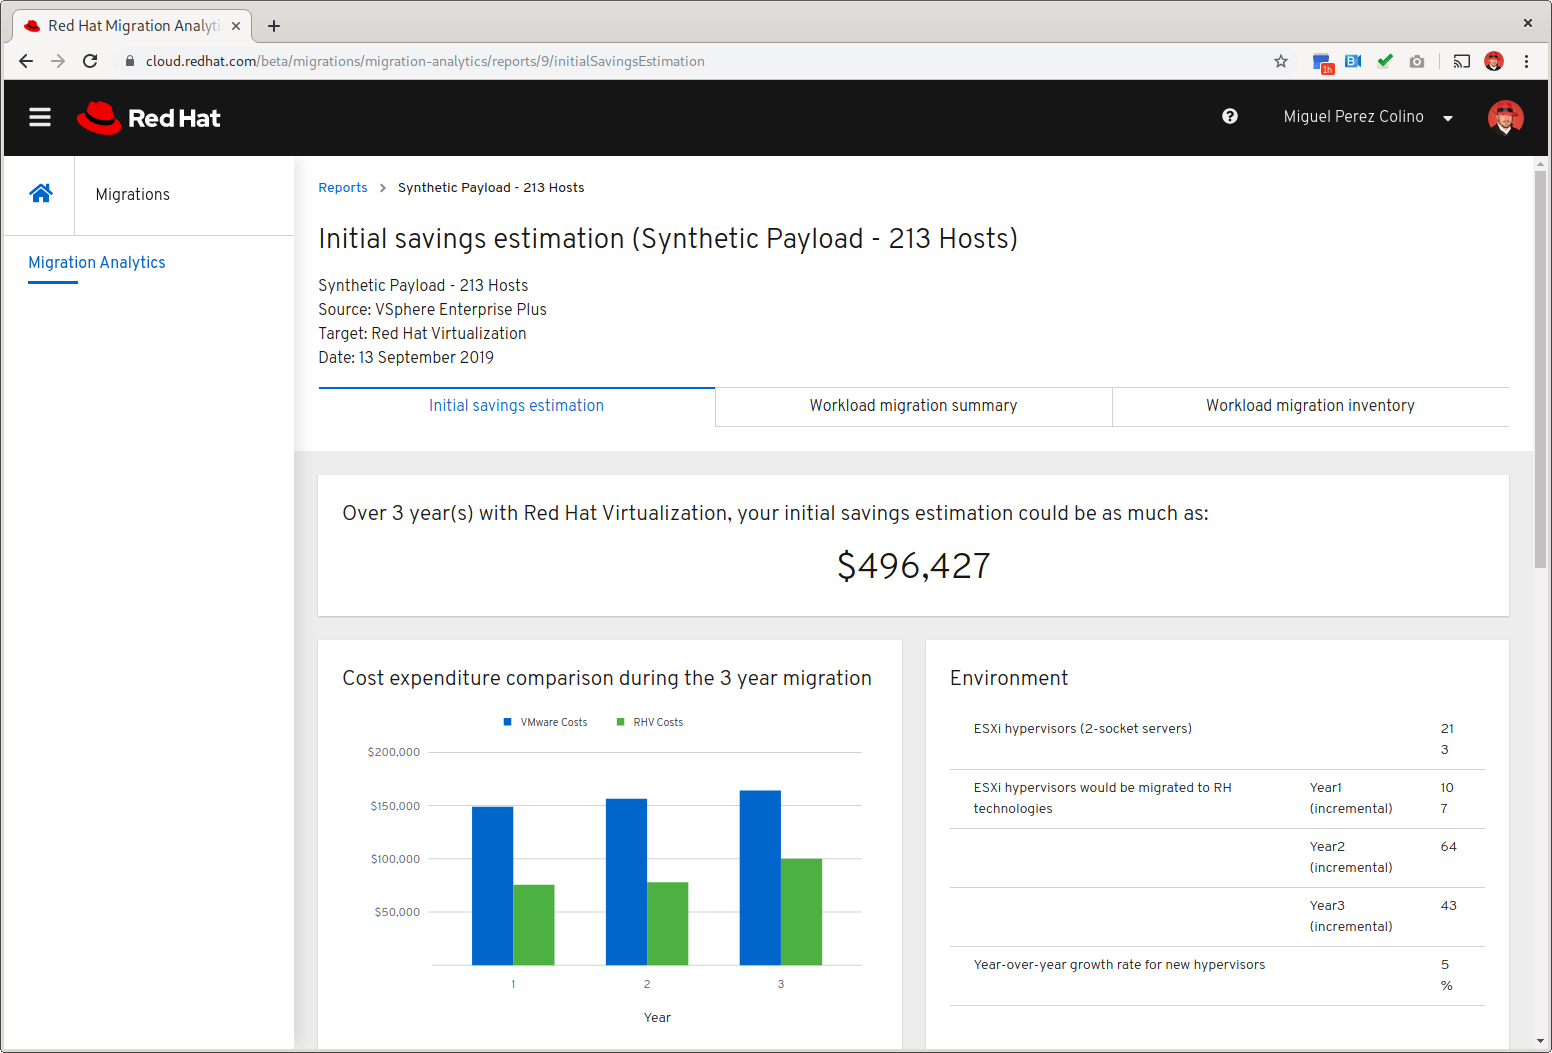 Red Hat Migration Analyti
cloud.redhat.com/beta/migrations/migration-analytics/reports/9/initialSavingsEstimation
1h
B
Red Hat
?
Miguel Perez Colino
Migrations
Migration Analytics
Reports > Synthetic Payload - 213 Hosts
Initial savings estimation (Synthetic Payload - 213 Hosts)
Synthetic Payload - 213 Hosts
Source: VSphere Enterprise Plus
Target: Red Hat Virtualization
Date: 13 September 2019
Initial savings estimation
Workload migration summary
Workload migration inventory
Over 3 year(s) with Red Hat Virtualization, your initial savings estimation could be as much as:
$496,427
Cost expenditure comparison during the 3 year migration
VMware Costs
RHV Costs
$200,000
$150,000
$100,000
$50,000
1
2
3
Year
Environment
ESXi hypervisors (2-socket servers)
21
3
ESXi hypervisors would be migrated to RH
technologies
Year1
(incremental)
10
7
Year2
(incremental)
64
Year3
(incremental)
43
Year-over-year growth rate for new hypervisors
5
%